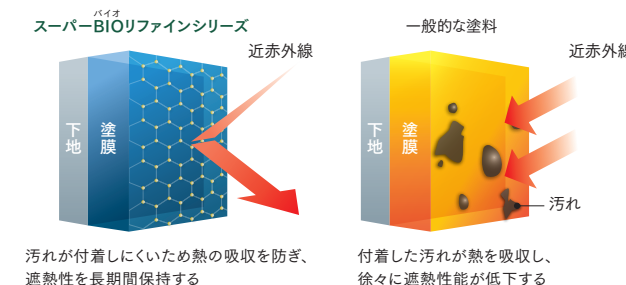 バイオ
スーパーBIOリファインシリーズ
近赤外線
下地
塗膜
汚れが付着しにくいため熱の吸収を防ぎ、
遮熱性を長期間保持する
一般的な塗料
近赤外線
下地
塗膜
汚れ
付着した汚れが熱を吸収し、
徐々に遮熱性能が低下する